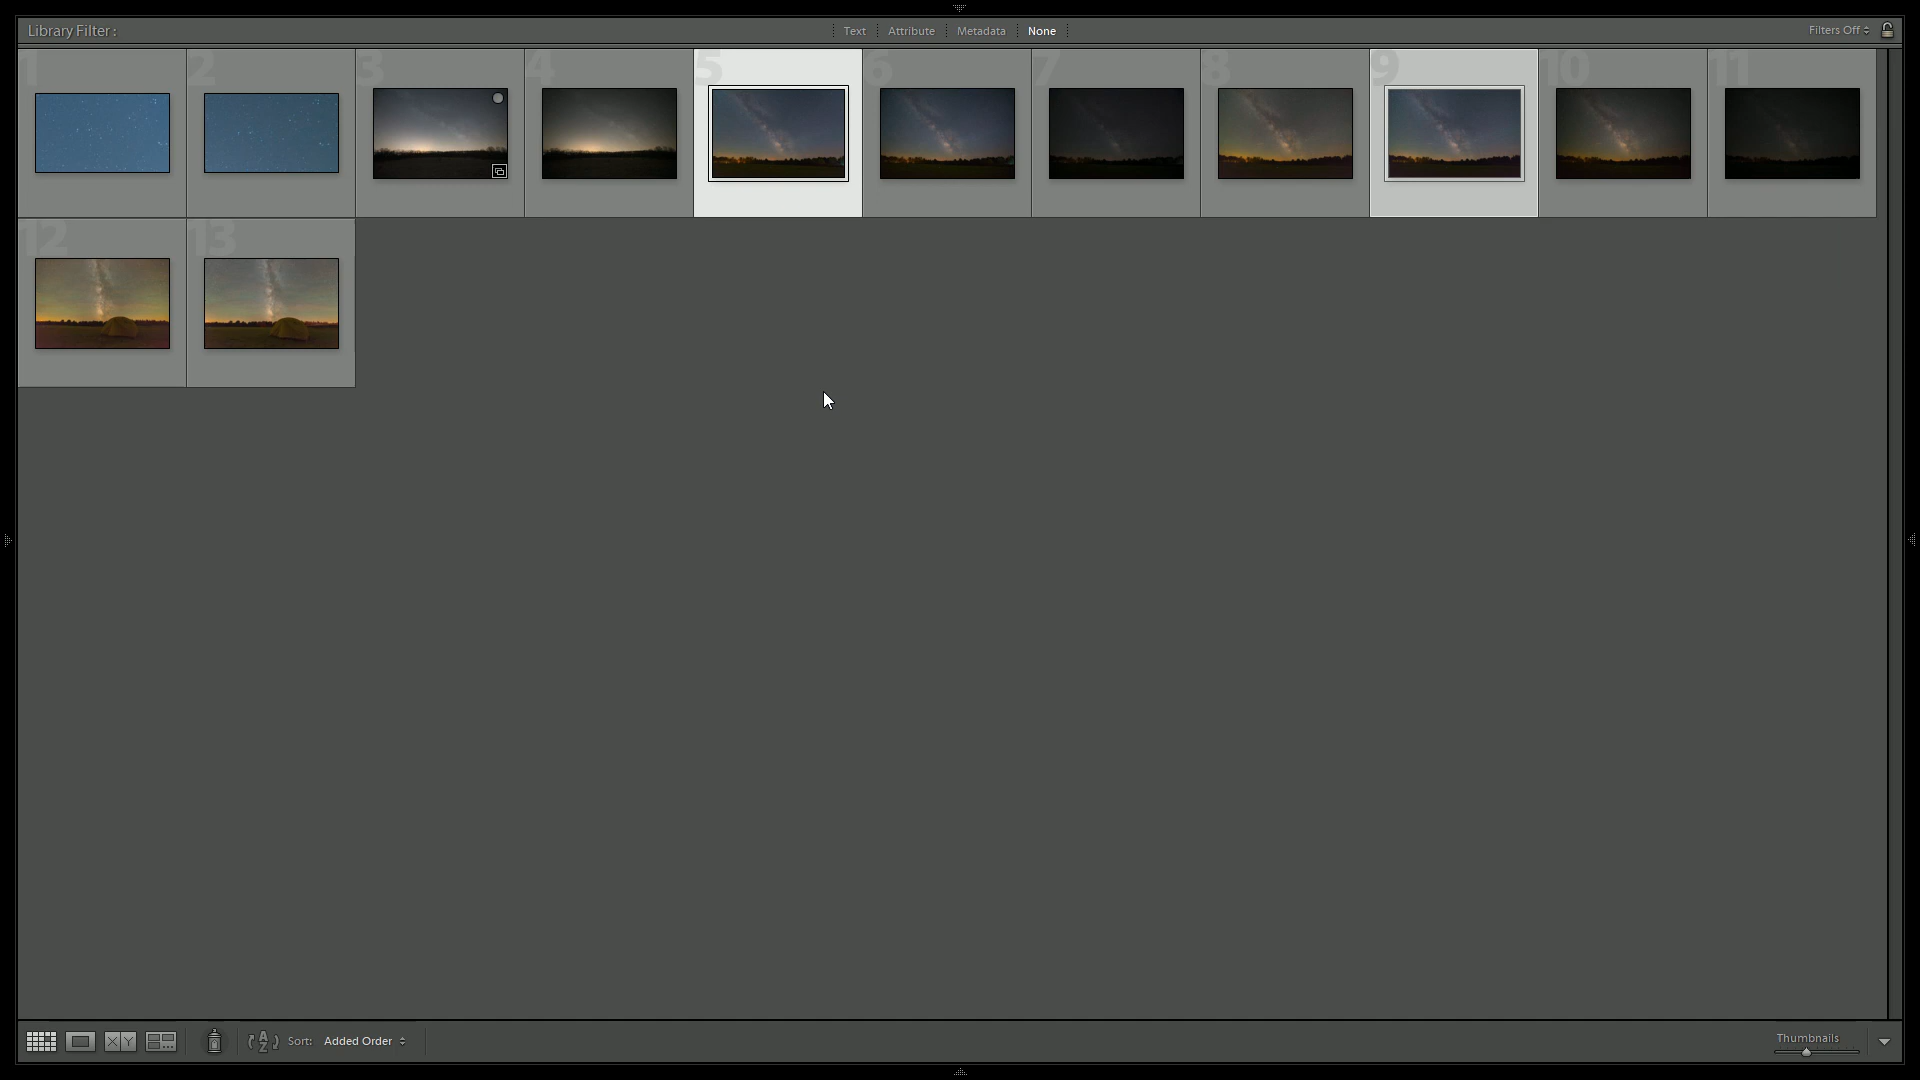 Library Filter :
Text
Attribute
Metadata
None
Filters Off
1
2
3
4
5
6
7
8
9
10
11
12
13
Sort:
Added Order
Thumbnails